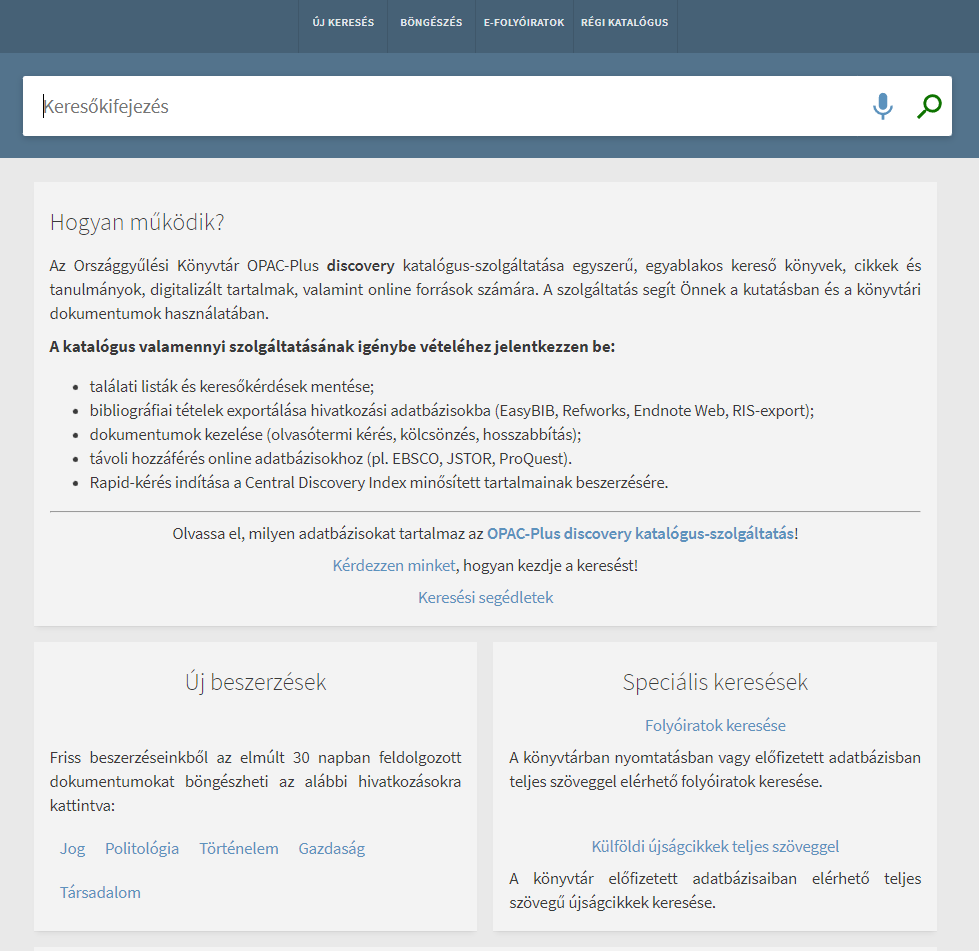 ÚJ KERESÉS BÖNGÉSZÉS E-FOLYÓIRATOK RÉGI KATALÓGUS
Keresőkifejezés
Hogyan működik?
Az Országgyűlési Könyvtár OPAC-Plus discovery katalógus-szolgáltatása egyszerű, egyablakos kereső könyvek, cikkek és
tanulmányok, digitalizált tartalmak, valamint online források számára. A szolgáltatás segít Önnek a kutatásban és a könyvtári
dokumentumok használatában.
A katalógus valamennyi szolgáltatásának igénybe vételéhez jelentkezzen be:
• találati listák és keresőkérdések mentése;
• bibliográfiai tételek exportálása hivatkozási adatbázisokba (EasyBIB, Refworks, Endnote Web, RIS-export);
• dokumentumok kezelése (olvasótermi kérés, kölcsönzés, hosszabbítás);
• távoli hozzáférés online adatbázisokhoz (pl. EBSCO, JSTOR, ProQuest).
• Rapid-kérés indítása a Central Discovery Index minősített tartalmainak beszerzésére.
Olvassa el, milyen adatbázisokat tartalmaz az OPAC-Plus discovery katalógus-szolgáltatás!
Kérdezzen minket, hogyan kezdje a keresést!
Keresési segédletek
Új beszerzések
Friss beszerzéseinkből az elmúlt 30 napban feldolgozott
dokumentumokat böngészheti az alábbi hivatkozásokra
kattintva:
Jog Politológia Történelem Gazdaság
Társadalom
Speciális keresések
Folyóiratok keresése
A könyvtárban nyomtatásban vagy előfizetett adatbázisban
teljes szöveggel elérhető folyóiratok keresése.
Külföldi újságcikkek teljes szöveggel
A könyvtár előfizetett adatbázisaiban elérhető teljes
szövegű újságcikkek keresése.